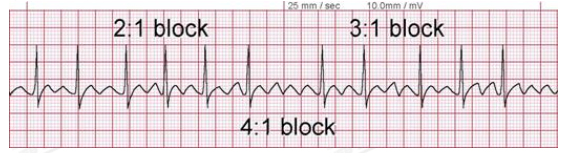 25 mm / sec 10.0mm / mV
2:1 block 3:1 block
4:1 block